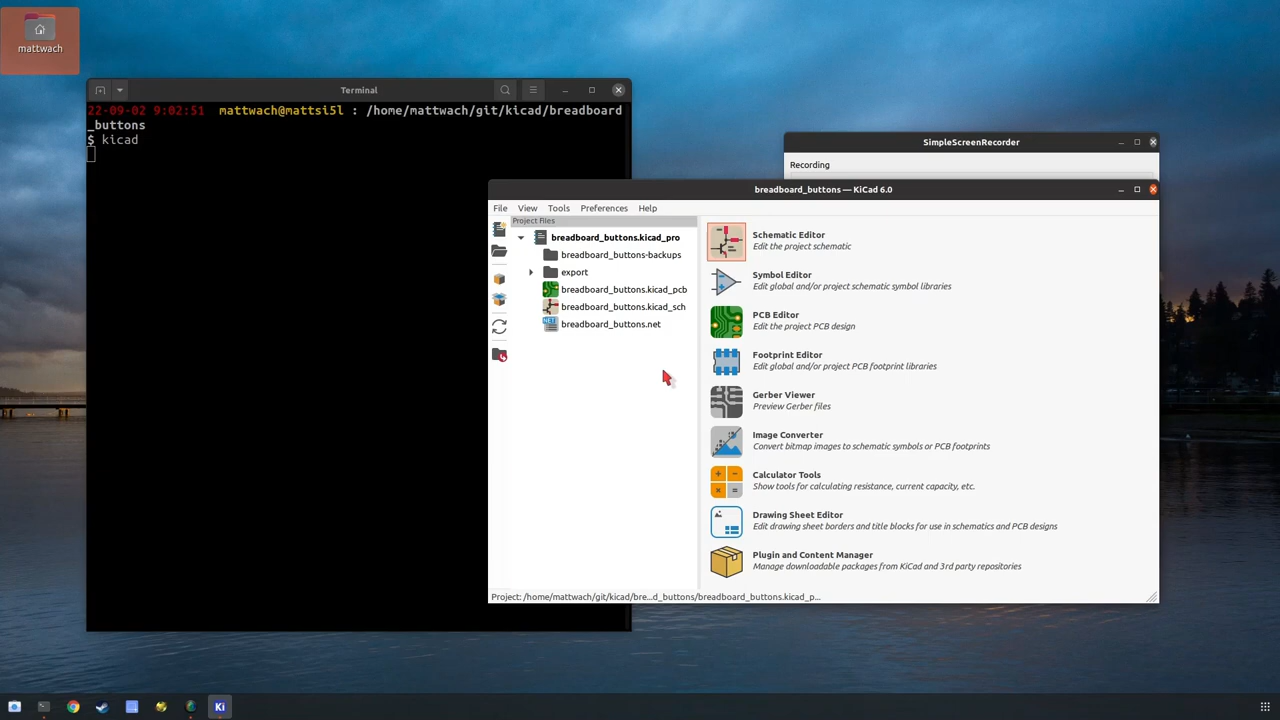 mattwach
Terminal
22-09-02 9:02:51 mattwach@mattsi5l : /home/mattwach/git/kicad/breadboard
_buttons
$ kicad
SimpleScreenRecorder
Recording
breadboard_buttons — KiCad 6.0
File View Tools Preferences Help
Project Files
breadboard_buttons.kicad_pro
breadboard_buttons-backups
export
breadboard_buttons.kicad_pcb
breadboard_buttons.kicad_sch
NET
breadboard_buttons.net
Schematic Editor
Edit the project schematic
Symbol Editor
Edit global and/or project schematic symbol libraries
PCB Editor
Edit the project PCB design
Footprint Editor
Edit global and/or project PCB footprint libraries
Gerber Viewer
Preview Gerber files
Image Converter
Convert bitmap images to schematic symbols or PCB footprints
Calculator Tools
Show tools for calculating resistance, current capacity, etc.
Drawing Sheet Editor
Edit drawing sheet borders and title blocks for use in schematics and PCB designs
Plugin and Content Manager
Manage downloadable packages from KiCad and 3rd party repositories
Project: /home/mattwach/git/kicad/bre...d_buttons/breadboard_buttons.kicad_p...
Ki